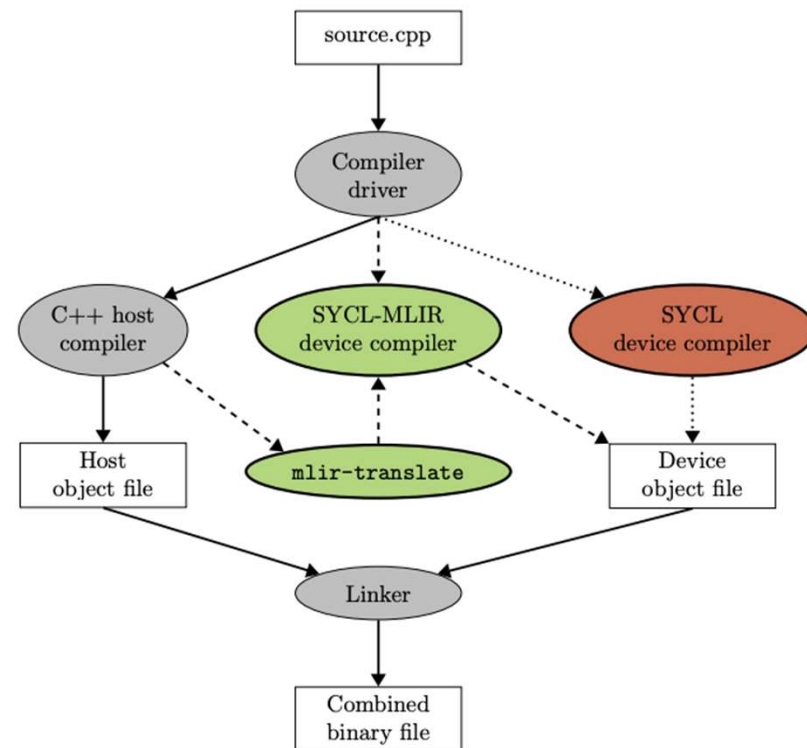 source.cpp
Compiler
driver
C++ host
compiler
SYCL-MLIR
device compiler
SYCL
device compiler
Host
object file
mlir-translate
Device
object file
Linker
Combined
binary file